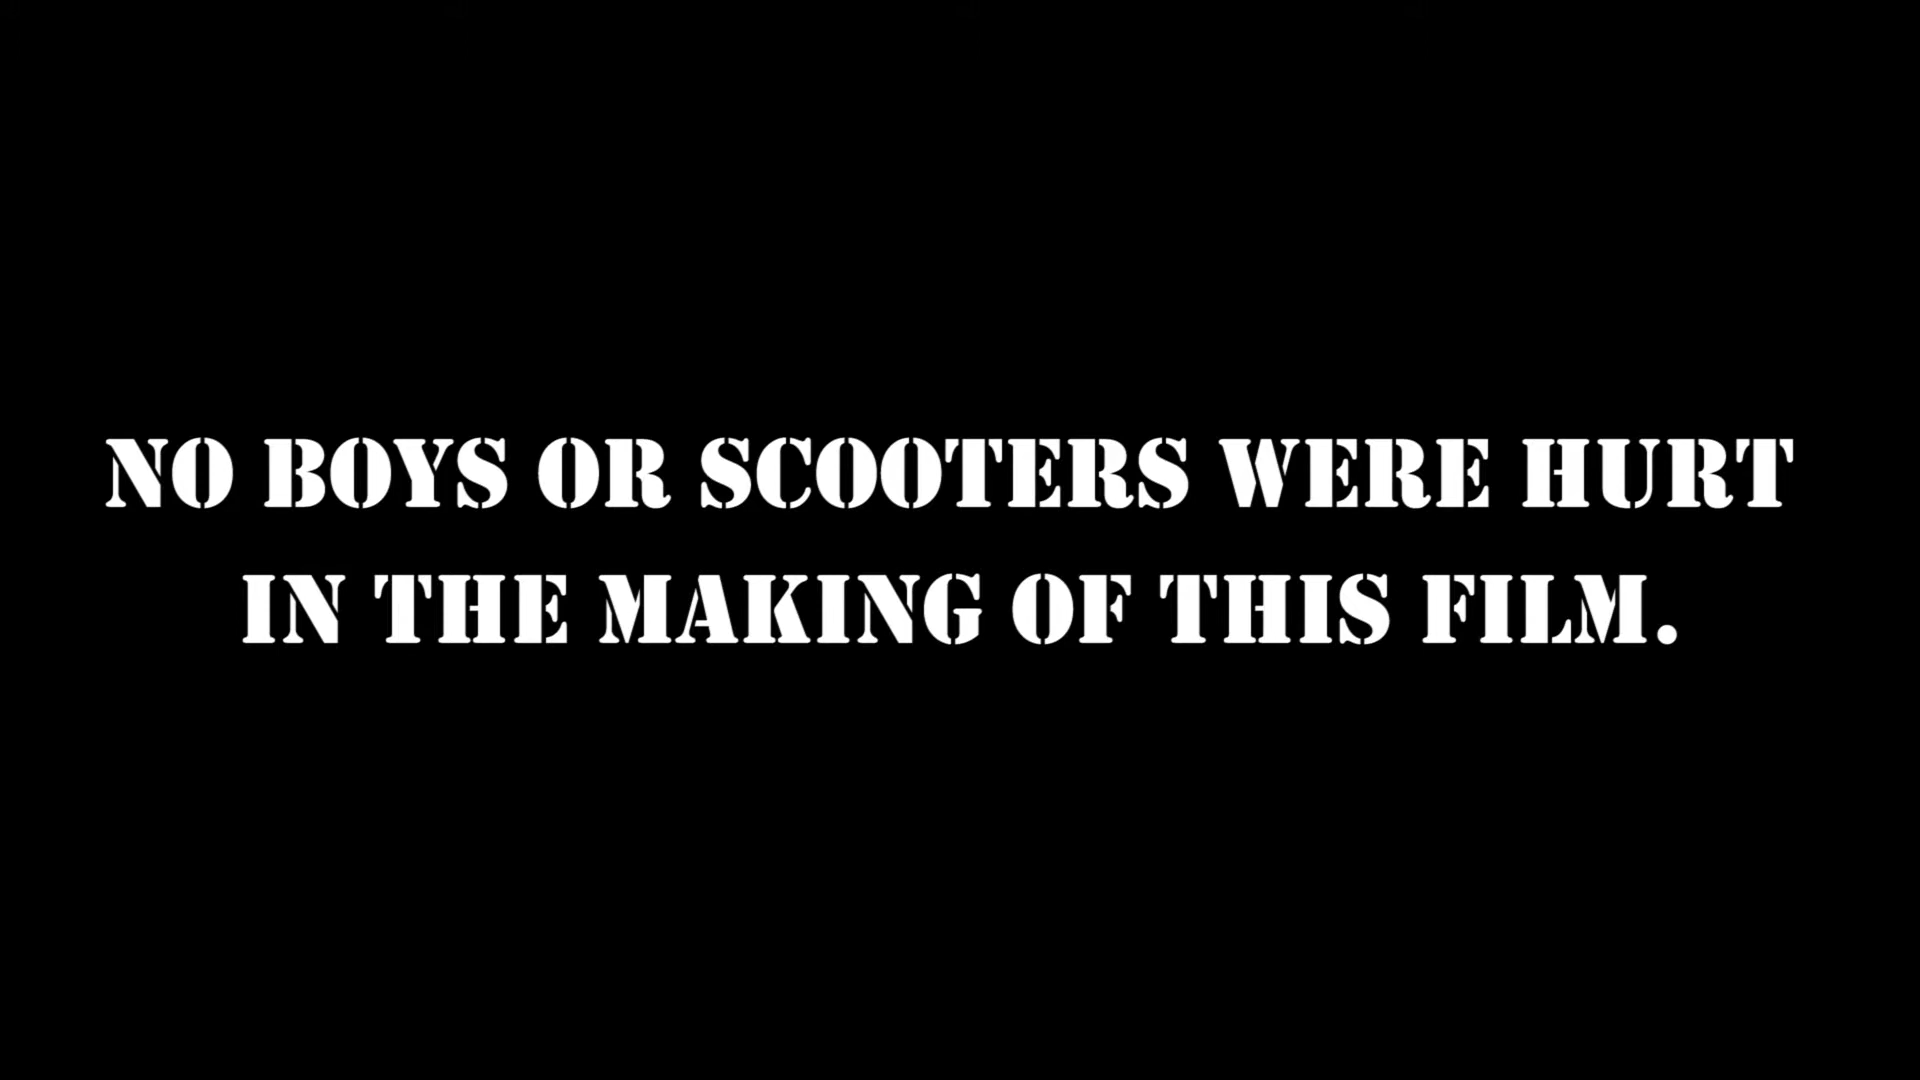 NO BOYS OR SCOOTERS WERE HURT
IN THE MAKING OF THIS FILM.